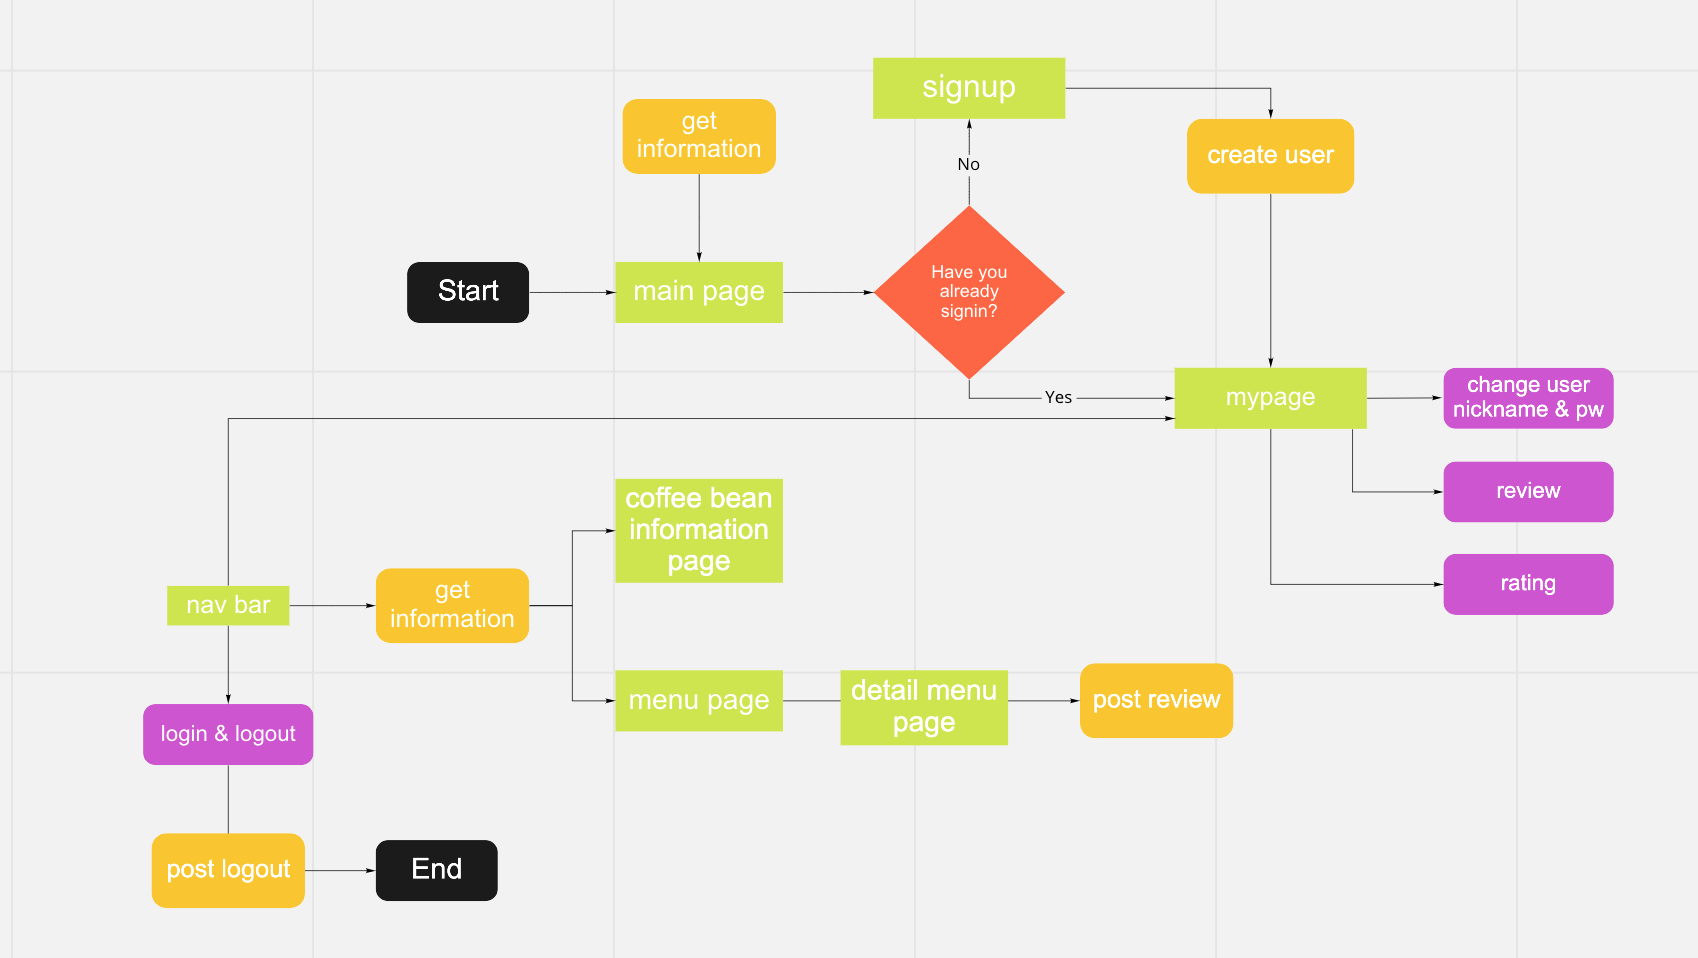 signup
get
information
create user
No
Have you
already
signin?
Start
main page
Yes
mypage
change user
nickname & pw
review
rating
coffee bean
information
page
nav bar
get
information
menu page
detail menu
page
post review
login & logout
post logout
End